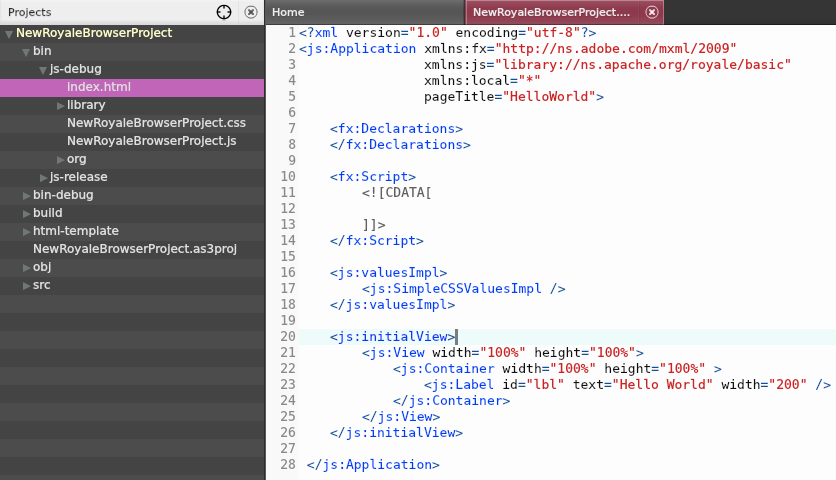 Projects
NewRoyaleBrowserProject
bin
js-debug
index.html
library
NewRoyaleBrowserProject.css
NewRoyaleBrowserProject.js
org
js-release
bin-debug
build
html-template
NewRoyaleBrowserProject.as3proj
obj
src
Home
NewRoyaleBrowserProject....
1 <?xml version="1.0" encoding="utf-8"?>
2 <js:Application xmlns:fx="http://ns.adobe.com/mxml/2009"
3 xmlns:js="library://ns.apache.org/royale/basic"
4 xmlns:local="*"
5 pageTitle="HelloWorld">
6
7 <fx:Declarations>
8 </fx:Declarations>
9
10 <fx:Script>
11 <![CDATA[
12
13 ]]>
14 </fx:Script>
15
16 <js:valuesImpl>
17 <js:SimpleCSSValuesImpl />
18 </js:valuesImpl>
19
20 <js:initialView>
21 <js:View width="100%" height="100%">
22 <js:Container width="100%" height="100%" >
23 <js:Label id="lbl" text="Hello World" width="200" />
24 </js:Container>
25 </js:View>
26 </js:initialView>
27
28 </js:Application>